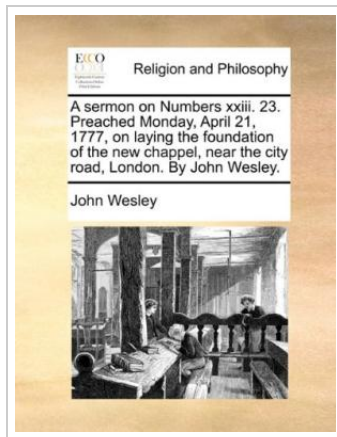 ECCO
Religion and Philosophy
A sermon on Numbers xxiii. 23.
Preached Monday, April 21,
1777, on laying the foundation
of the new chappel, near the city
road, London. By John Wesley.
John Wesley